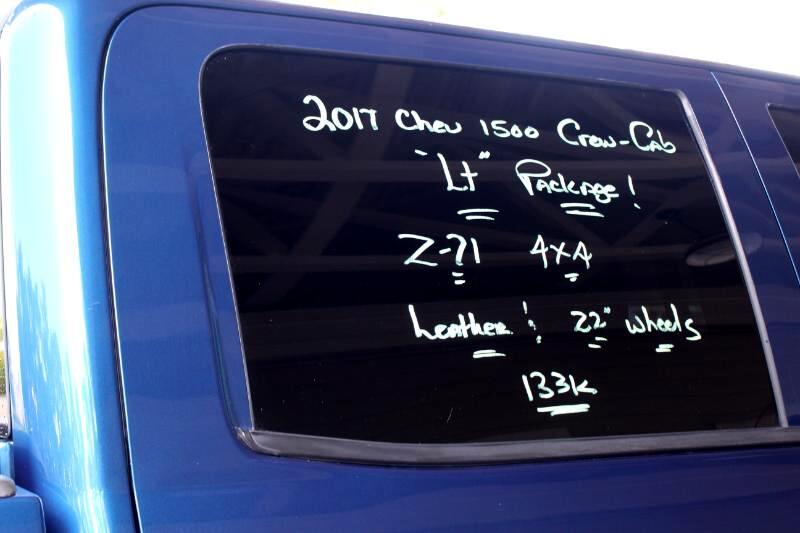 2017 Chev 1500 Crew-Cab
"Lt" Package!
Z-71 4x4
Leather! 22" wheels
133K